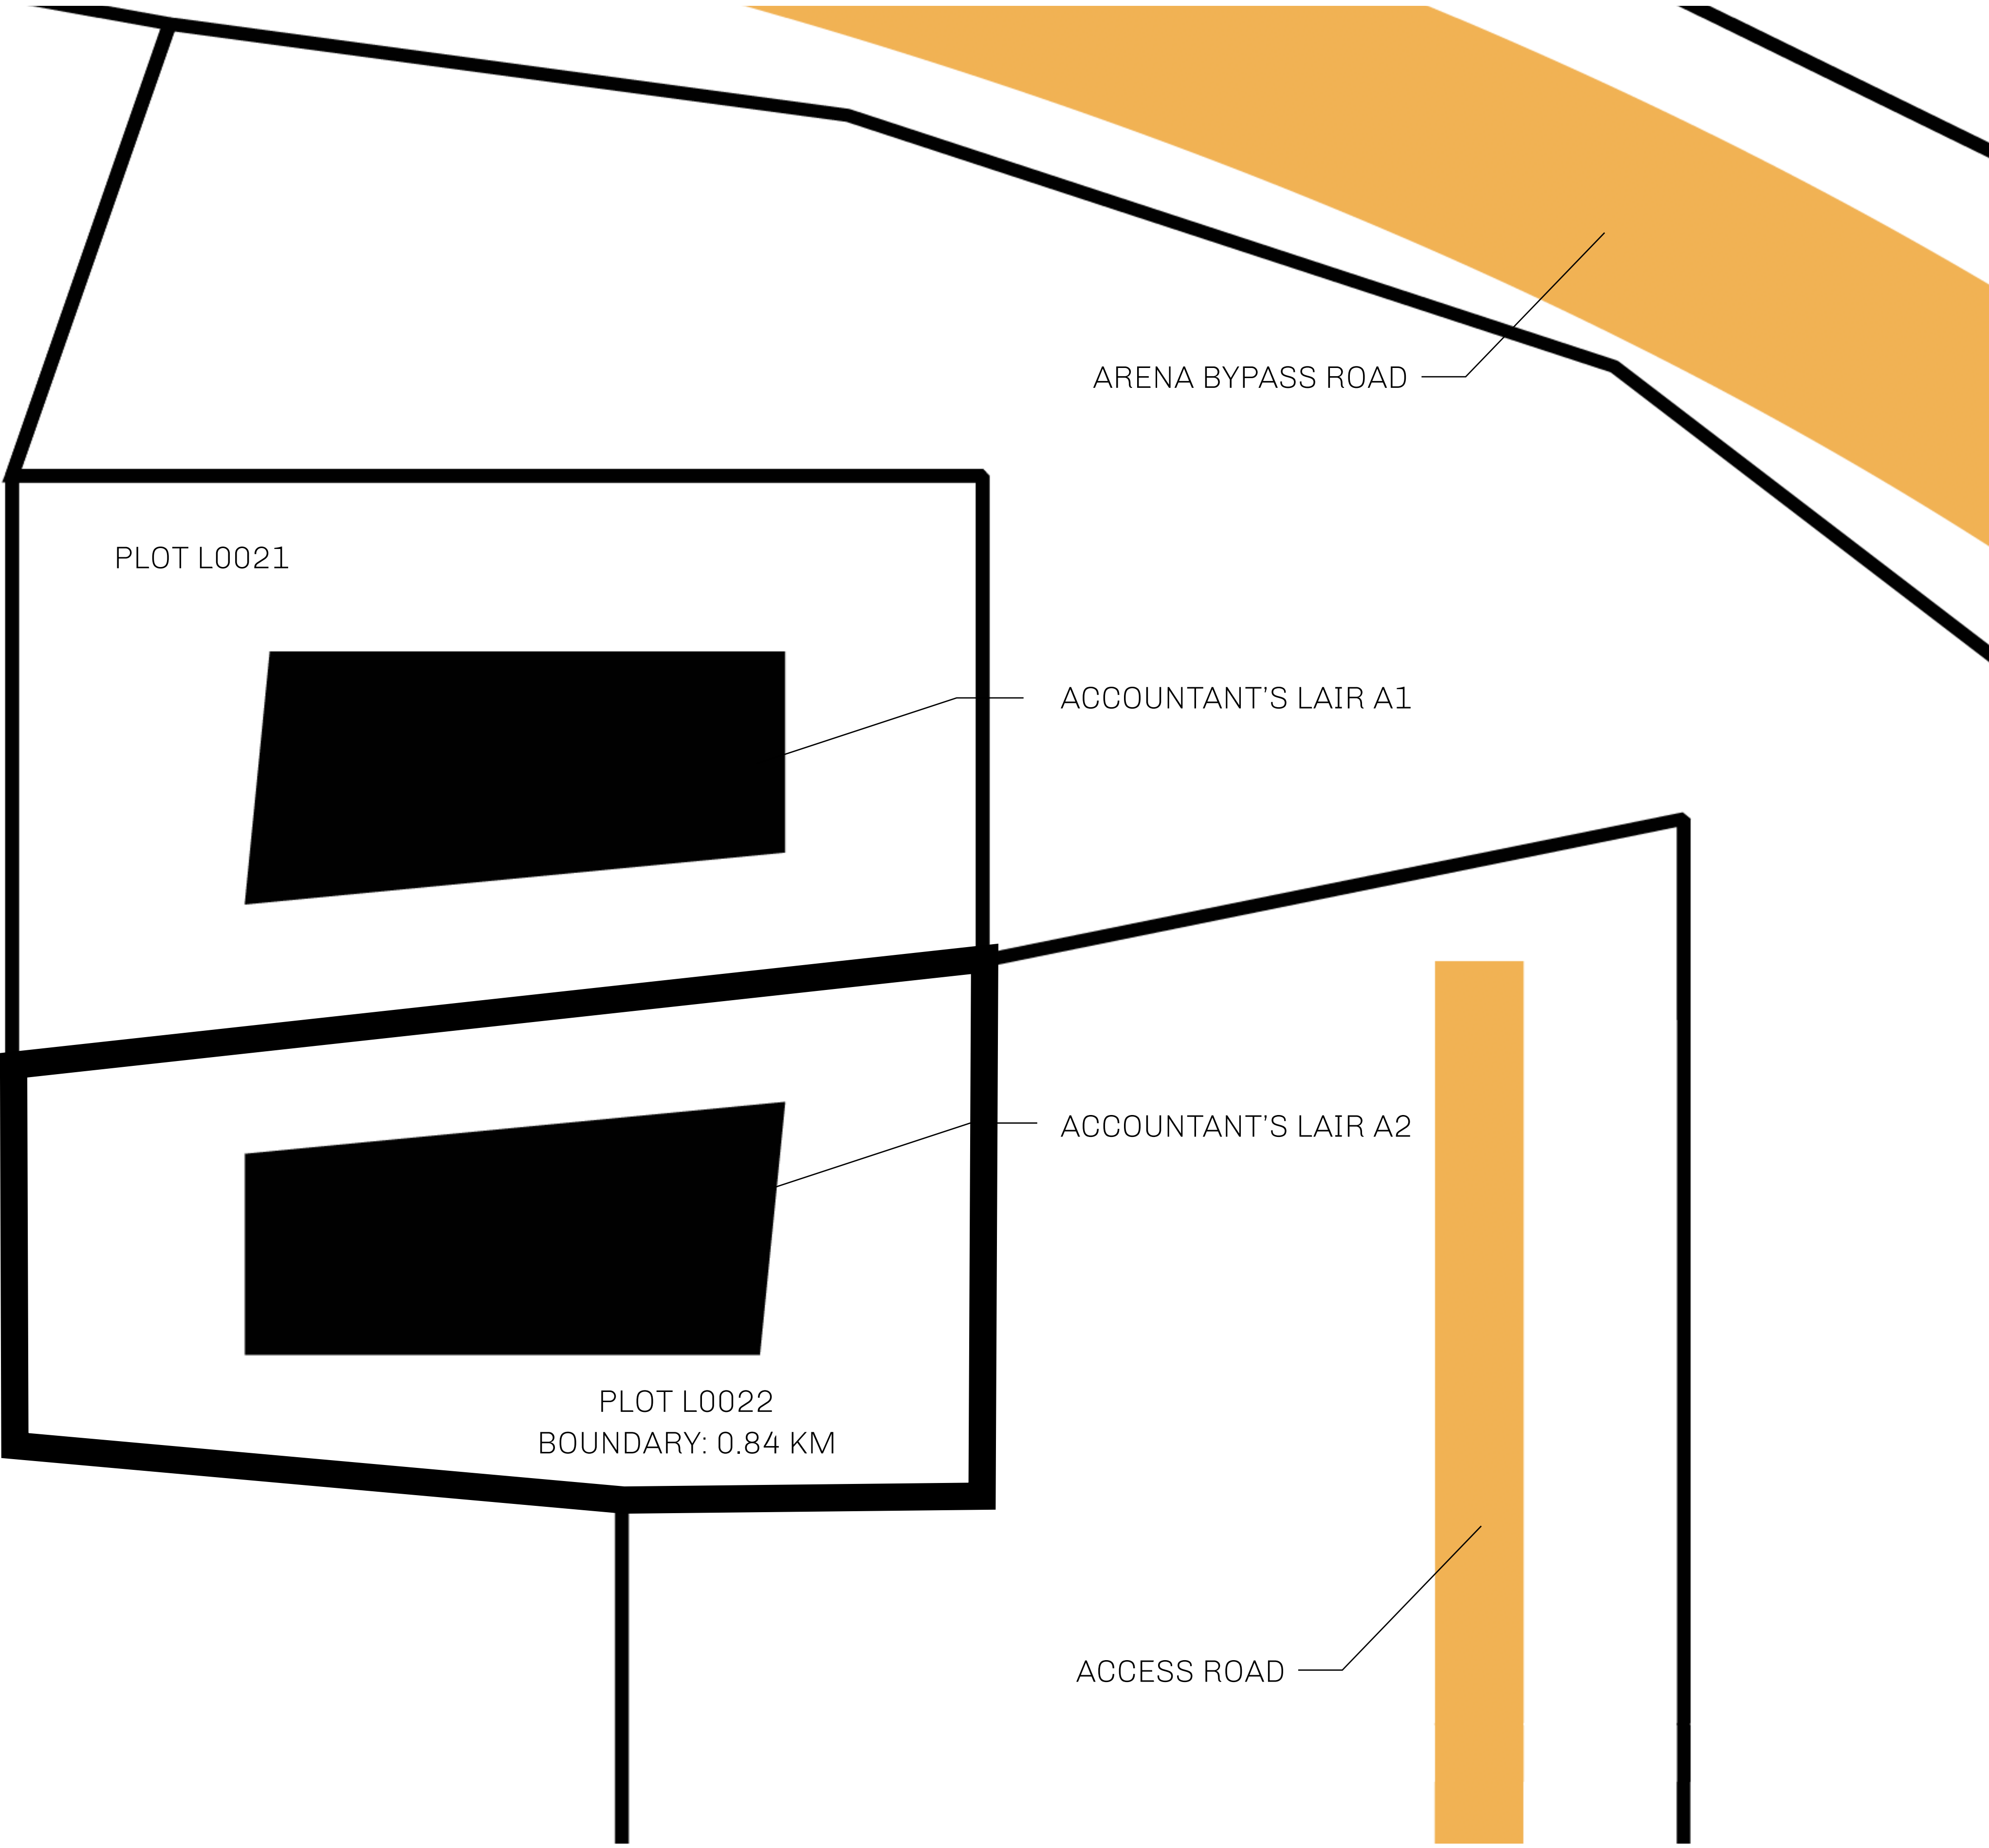 ARENA BYPASS ROAD
PLOT L0021
ACCOUNTANT'S LAIR A1
ACCOUNTANT'S LAIR A2
PLOT L0022
BOUNDARY: 0.84 KM
ACCESS ROAD